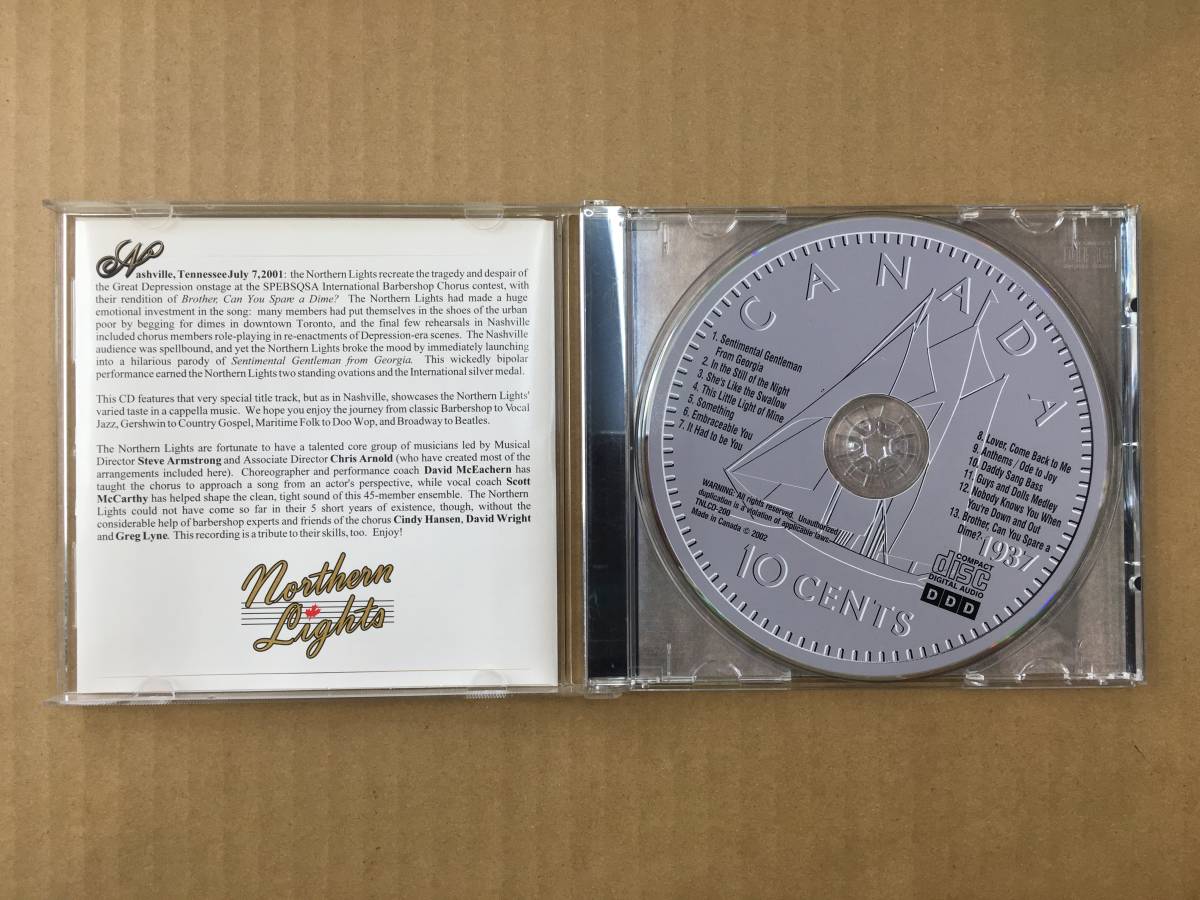 Nashville, Tennessee July 7, 2001: the Northern Lights recreate the tragedy and despair of
the Great Depression onstage at the SPEBSQSA International Barbershop Chorus contest, with
their rendition of Brother, Can You Spare a Dime? The Northern Lights had made a huge
emotional investment in the song: many members had put themselves in the shoes of the urban
poor by begging for dimes in downtown Toronto, and the final few rehearsals in Nashville
included chorus members role-playing in re-enactments of Depression-era scenes. The Nashville
audience was spellbound, and yet the Northern Lights broke the mood by immediately launching
into a hilarious parody of Sentimental Gentleman from Georgia. This wickedly bipolar
performance earned the Northern Lights two standing ovations and the International silver medal.
This CD features that very special title track, but as in Nashville, showcases the Northern Lights'
varied taste in a cappella music. We hope you enjoy the journey from classic Barbershop to Vocal
Jazz, Gershwin to Country Gospel, Maritime Folk to Doo Wop, and Broadway to Beatles.
The Northern Lights are fortunate to have a talented core group of musicians led by Musical
Director Steve Armstrong and Associate Director Chris Arnold (who have created most of the
arrangements included here). Choreographer and performance coach David McEachern has
taught the chorus to approach a song from an actor's perspective, while vocal coach Scott
McCarthy has helped shape the clean, tight sound of this 45-member ensemble. The Northern
Lights could not have come so far in their 5 short years of existence, though, without the
considerable help of barbershop experts and friends of the chorus Cindy Hansen, David Wright
and Greg Lyne. This recording is a tribute to their skills, too. Enjoy!
Northern
Lights
CANADA
1. Sentimental Gentleman
From Georgia
2. In the Still of the Night
3. She's Like the Swallow
4. This Little Light of Mine
5. Something
6. Embraceable You
7. It Had to be You
8. Lover, Come Back to Me
9. Anthems / Ode to Joy
10. Daddy Sang Bass
11. Guys and Dolls Medley
12. Nobody Knows You When
You're Down and Out
13. Brother, Can You Spare a
Dime?
WARNING: All rights reserved. Unauthorized
duplication is a violation of applicable laws.
TNLCD-200
Made in Canada © 2002
1937
COMPACT
disc
DIGITAL AUDIO
DDD
10 CENTS